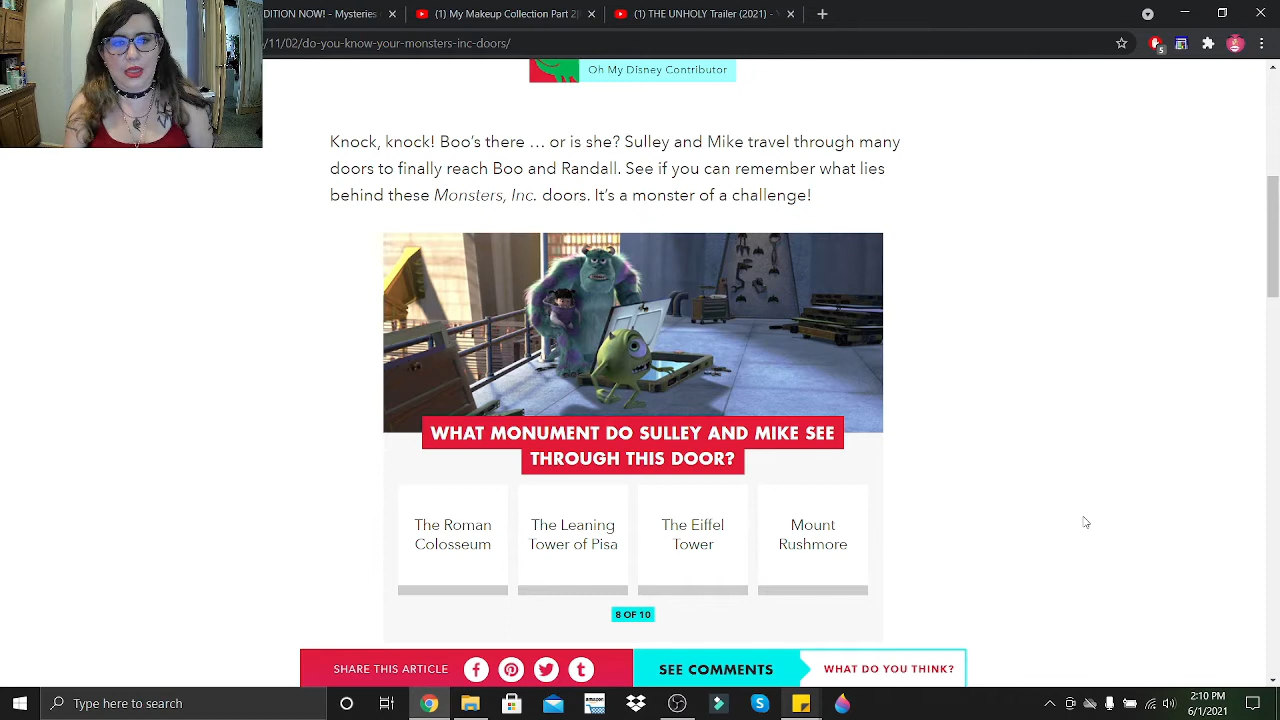 DITION NOW! - Mysteries
(1) My Makeup Collection Part 2|
(1) THE UNHOLY Trailer (2021) -
/11/02/do-you-know-your-monsters-inc-doors/
5
Oh My Disney Contributor
Knock, knock! Boo's there ... or is she? Sulley and Mike travel through many
doors to finally reach Boo and Randall. See if you can remember what lies
behind these Monsters, Inc. doors. It's a monster of a challenge!
WHAT MONUMENT DO SULLEY AND MIKE SEE
THROUGH THIS DOOR?
The Roman
Colosseum
The Leaning
Tower of Pisa
The Eiffel
Tower
Mount
Rushmore
8 OF 10
SHARE THIS ARTICLE
SEE COMMENTS
WHAT DO YOU THINK?
Type here to search
amazon
2:10 PM
6/1/2021